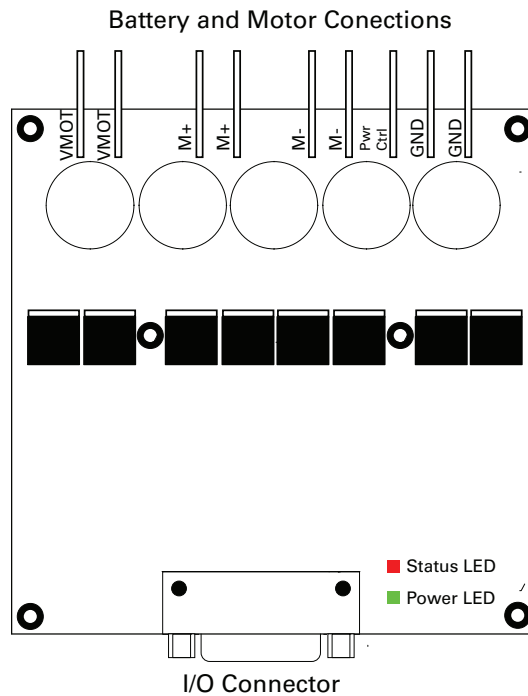 Battery and Motor Conections
VMOT
VMOT
M+
M+
M-
M-
Pwr
Ctrl
GND
GND
Status LED
Power LED
I/O Connector